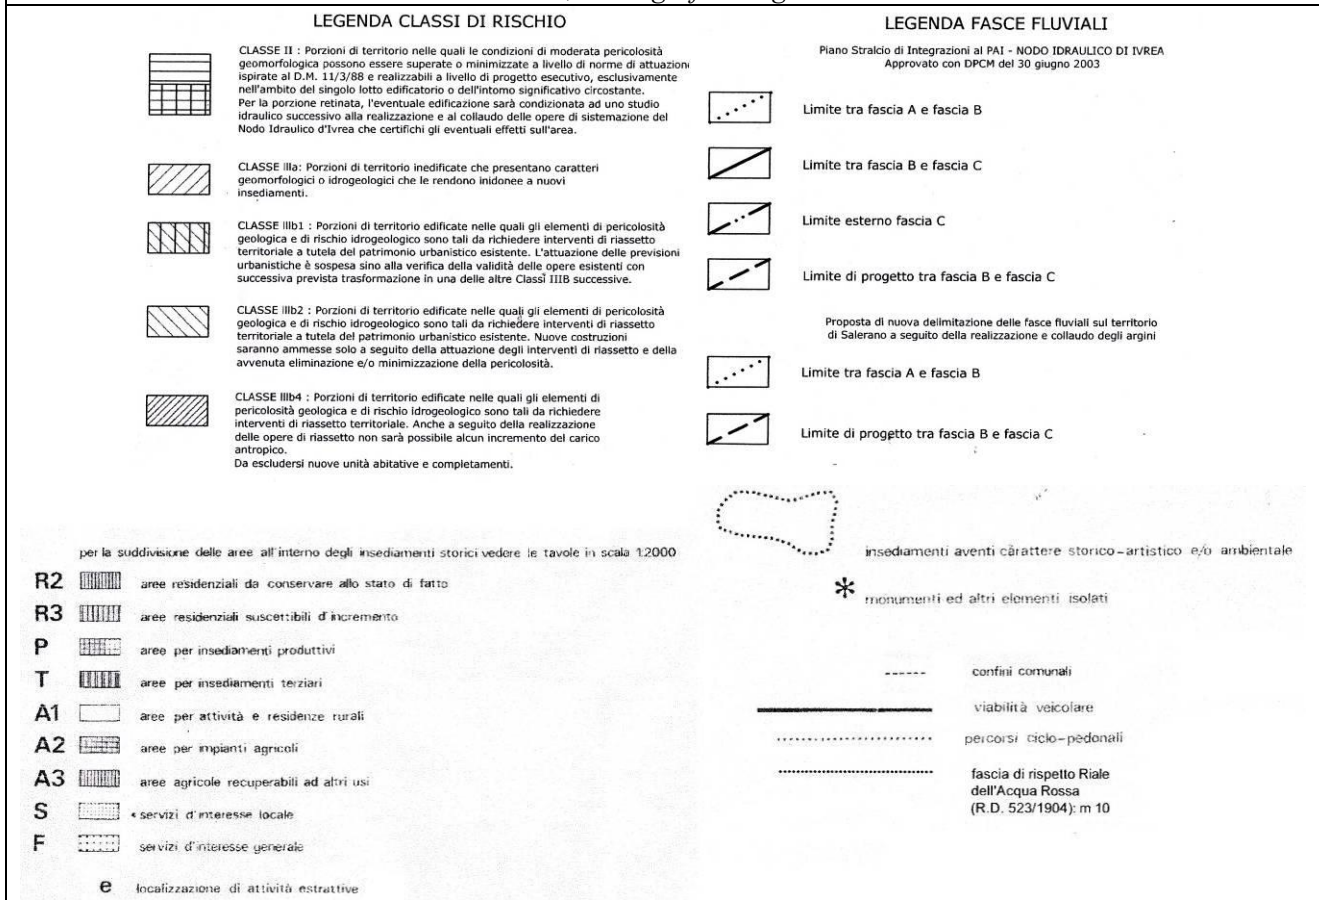 LEGENDA CLASSI DI RISCHIO
CLASSE II : Porzioni di territorio nelle quali le condizioni di moderata pericolosità
geomorfologica possono essere superate o minimizzate a livello di norme di attuazione
ispirate al D.M. 11/3/88 e realizzabili a livello di progetto esecutivo, esclusivamente
nell'ambito del singolo lotto edificatorio o dell'intorno significativo circostante.
Per la porzione retinata, l'eventuale edificazione sarà condizionata ad uno studio
idraulico successivo alla realizzazione e al collaudo delle opere di sistemazione del
Nodo Idraulico d'Ivrea che certifichi gli eventuali effetti sull'area.
CLASSE IIIa: Porzioni di territorio inedificate che presentano caratteri
geomorfologici o idrogeologici che le rendono inidonee a nuovi
insediamenti.
CLASSE IIIb1 : Porzioni di territorio edificate nelle quali gli elementi di pericolosità
geologica e di rischio idrogeologico sono tali da richiedere interventi di riassetto
territoriale a tutela del patrimonio urbanistico esistente. L'attuazione delle previsioni
urbanistiche è sospesa sino alla verifica della validità delle opere esistenti con
successiva prevista trasformazione in una delle altre Classi IIIB successive.
CLASSE IIIb2 : Porzioni di territorio edificate nelle quali gli elementi di pericolosità
geologica e di rischio idrogeologico sono tali da richiedere interventi di riassetto
territoriale a tutela del patrimonio urbanistico esistente. Nuove costruzioni
saranno ammesse solo a seguito della attuazione degli interventi di riassetto e della
avvenuta eliminazione e/o minimizzazione della pericolosità.
CLASSE IIIb4 : Porzioni di territorio edificate nelle quali gli elementi di
pericolosità geologica e di rischio idrogeologico sono tali da richiedere
interventi di riassetto territoriale. Anche a seguito della realizzazione
delle opere di riassetto non sarà possibile alcun incremento del carico
antropico.
Da escludersi nuove unità abitative e completamenti.
LEGENDA FASCE FLUVIALI
Piano Stralcio di Integrazioni al PAI - NODO IDRAULICO DI IVREA
Approvato con DPCM del 30 giugno 2003
Limite tra fascia A e fascia B
Limite tra fascia B e fascia C
Limite esterno fascia C
Limite di progetto tra fascia B e fascia C
Proposta di nuova delimitazione delle fasce fluviali sul territorio
di Salerano a seguito della realizzazione e collaudo degli argini
Limite tra fascia A e fascia B
Limite di progetto tra fascia B e fascia C
per la suddivisione delle aree all'interno degli insediamenti storici vedere le tavole in scala 1:2000
R2 aree residenziali da conservare allo stato di fatto
R3 aree residenziali suscettibili d'incremento
P aree per insediamenti produttivi
T aree per insediamenti terziari
A1 aree per attività e residenze rurali
A2 aree per impianti agricoli
A3 aree agricole recuperabili ad altri usi
S servizi d'interesse locale
F servizi d'interesse generale
e localizzazione di attività estrattive
insediamenti aventi carattere storico-artistico e/o ambientale
* monumenti ed altri elementi isolati
confini comunali
viabilità veicolare
percorsi ciclo-pedonali
fascia di rispetto Riale
dell'Acqua Rossa
(R.D. 523/1904): m 10